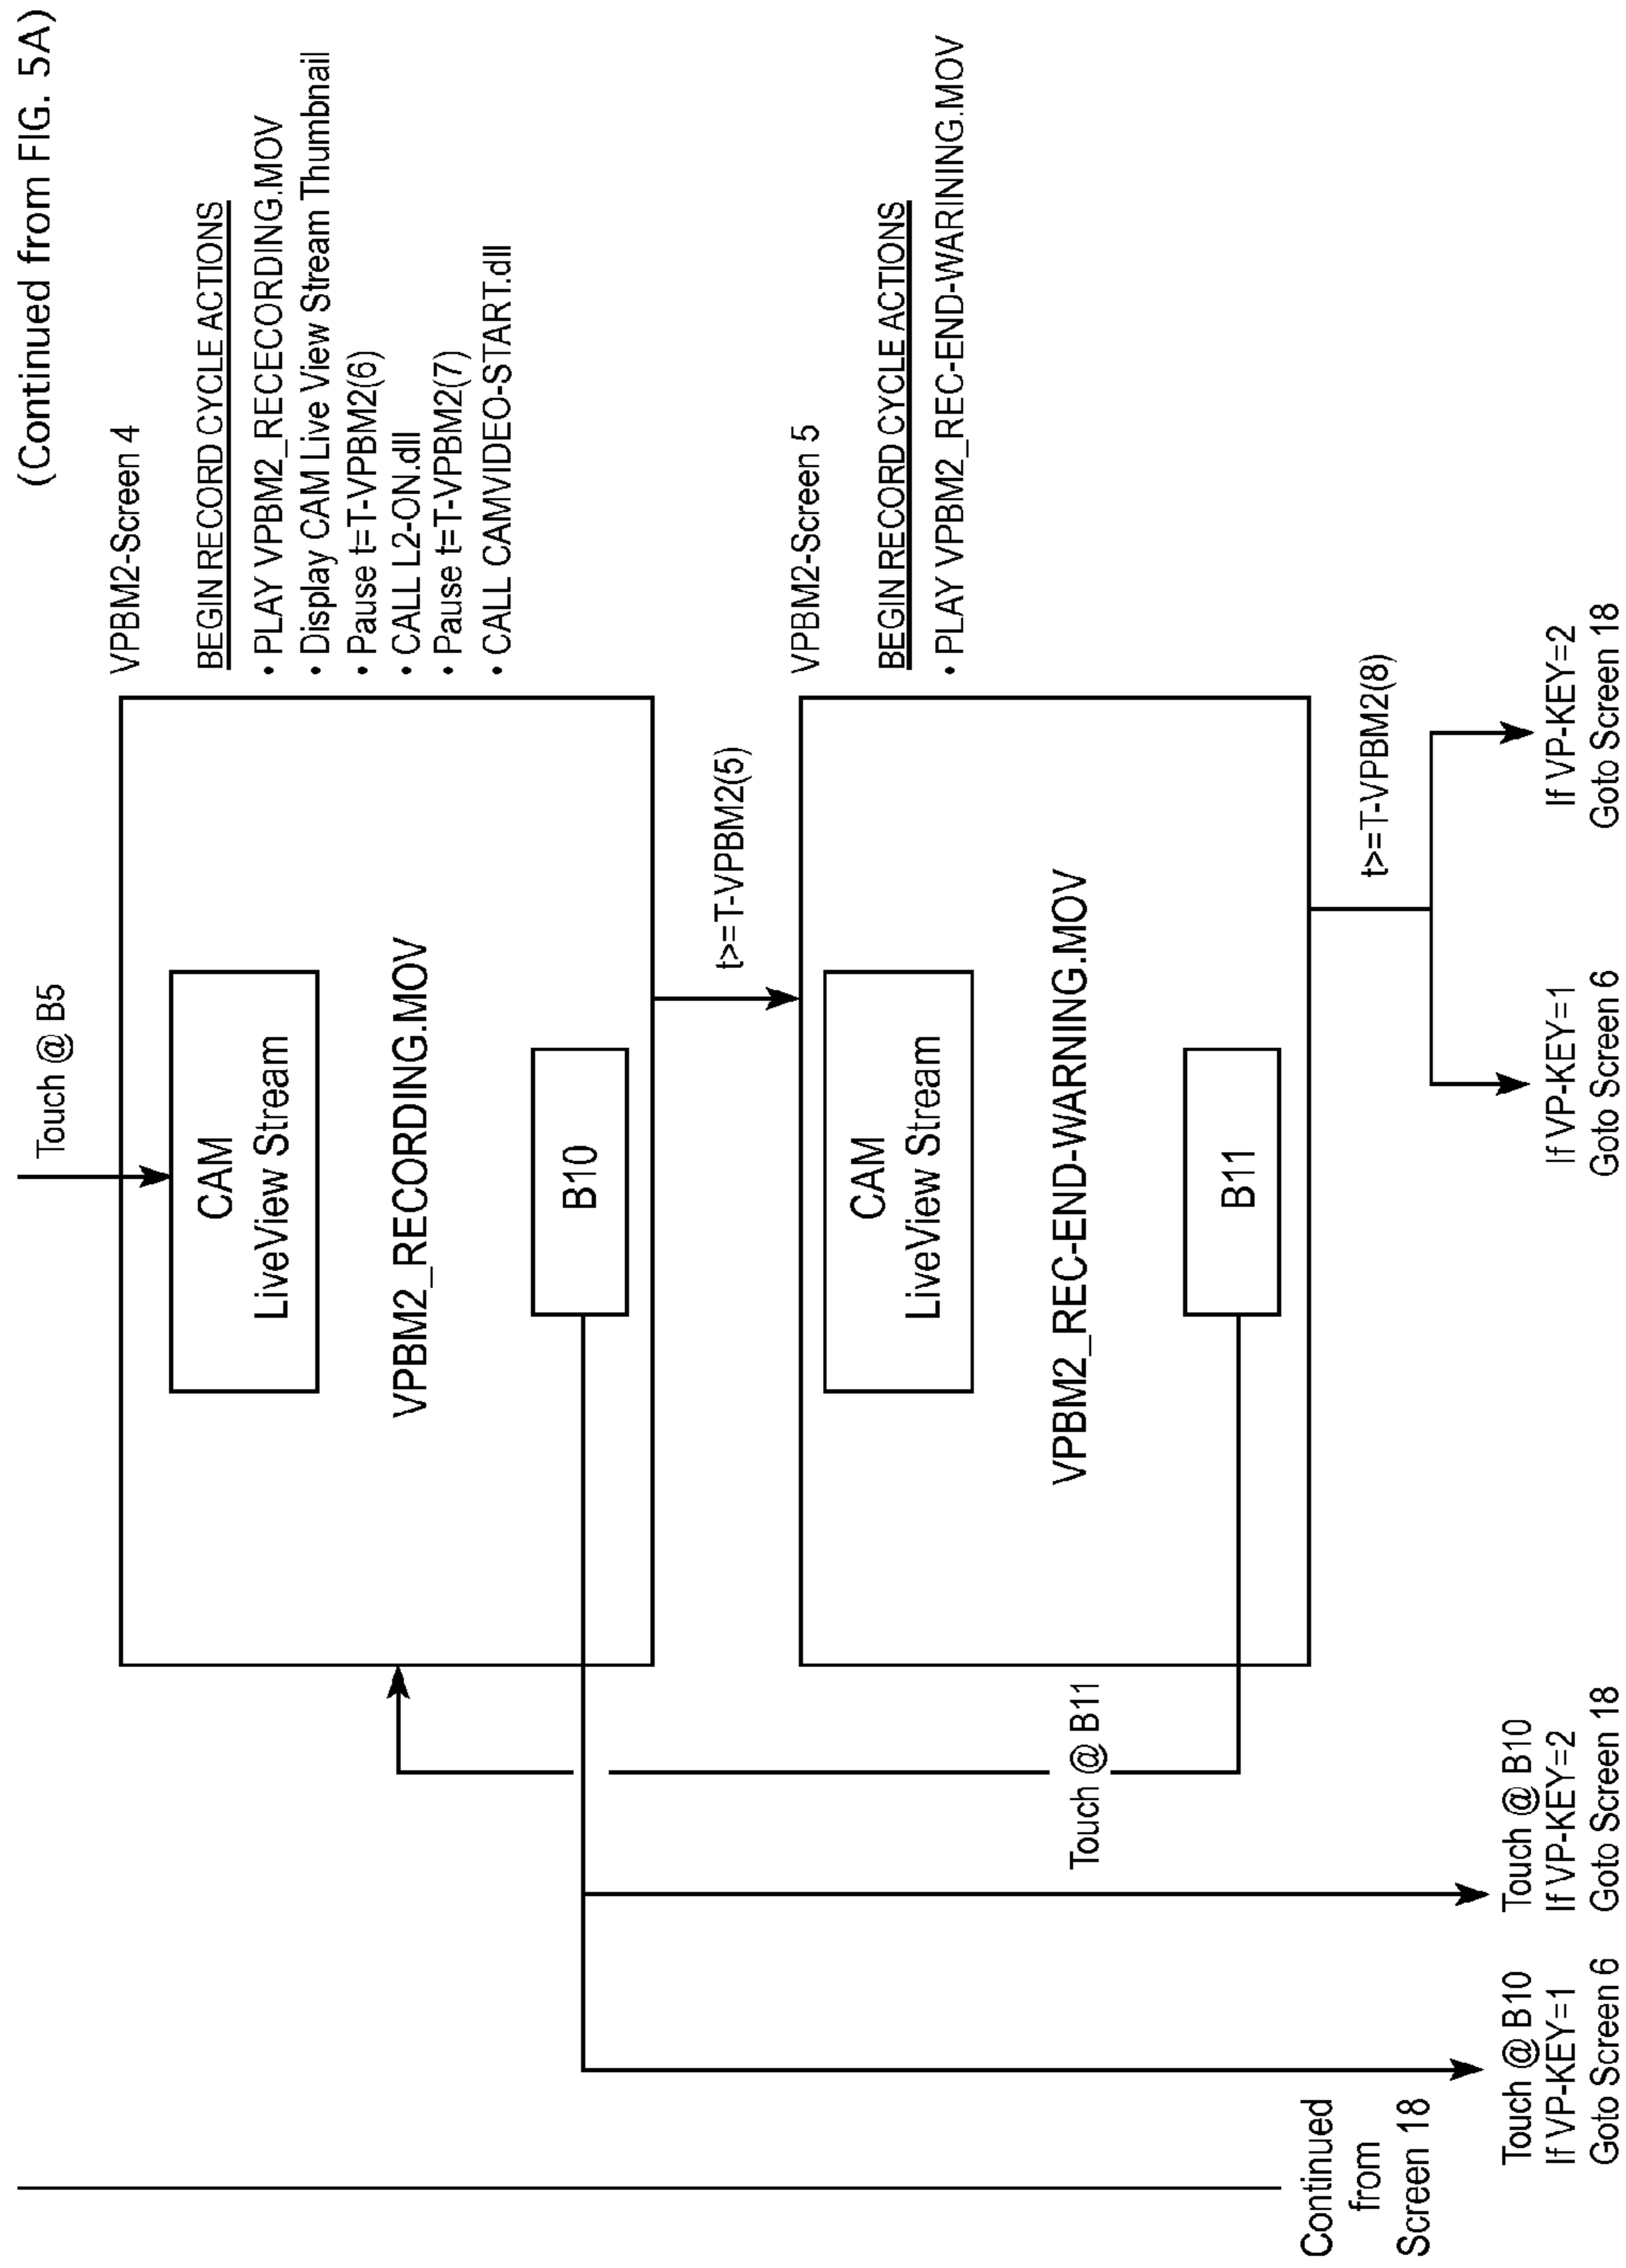 (Continued from FIG. 5A)
Touch @ B5
VPBM2-Screen 4
BEGIN RECORD CYCLE ACTIONS
• PLAY VPBM2_RECECORDING.MOV
• Display CAM Live View Stream Thumbnail
• Pause t=T-VPBM2(6)
• CALL L2-ON.dll
• Pause t=T-VPBM2(7)
• CALL CAMVIDEO-START.dll
CAM
LiveView Stream
VPBM2_RECORDING.MOV
B10
t>=T-VPBM2(5)
VPBM2-Screen 5
BEGIN RECORD CYCLE ACTIONS
• PLAY VPBM2_REC-END-WARINING.MOV
CAM
LiveView Stream
VPBM2_REC-END-WARNING.MOV
B11
Touch @ B11
t>=T-VPBM2(8)
Continued
from
Screen 18
Touch @ B10
If VP-KEY=1
Goto Screen 6
Touch @ B10
If VP-KEY=2
Goto Screen 18
If VP-KEY=1
Goto Screen 6
If VP-KEY=2
Goto Screen 18